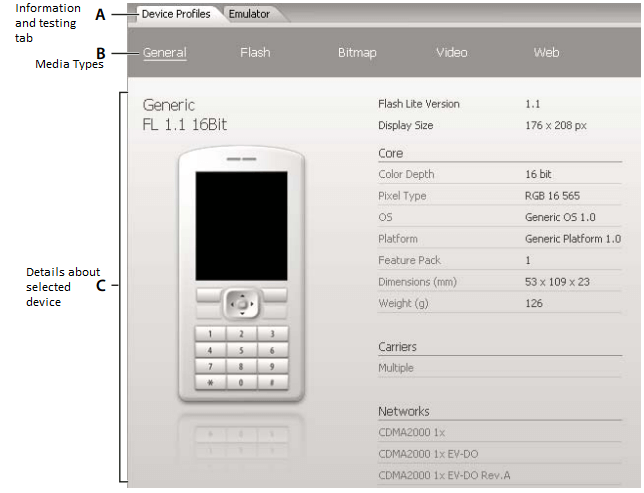 Information
and testing
tab
A
Device Profiles
Emulator
B
Media Types
General
Flash
Bitmap
Video
Web
Details about
selected
device
C
Generic
FL 1.1 16Bit
1 2 3
4 5 6
7 8 9
* 0 #
Flash Lite Version 1.1
Display Size 176 x 208 px
Core
Color Depth 16 bit
Pixel Type RGB 16 565
OS Generic OS 1.0
Platform Generic Platform 1.0
Feature Pack 1
Dimensions (mm) 53 x 109 x 23
Weight (g) 126
Carriers
Multiple
Networks
CDMA2000 1x
CDMA2000 1x EV-DO
CDMA2000 1x EV-DO Rev.A